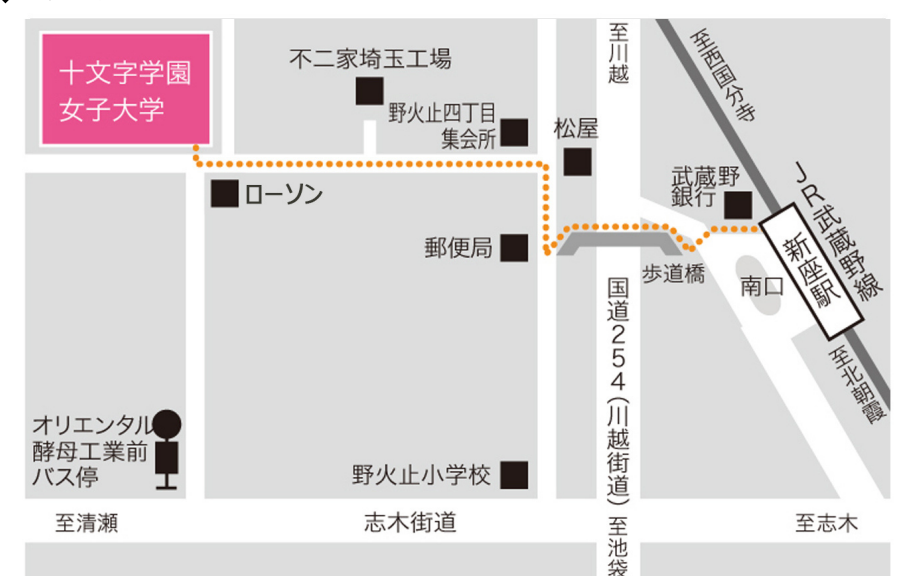 十文字学園
女子大学
不二家埼玉工場
野火止四丁目
集会所
至川越
至西国分寺
松屋
武蔵野
銀行
JR武蔵野線
新座駅
ローソン
郵便局
歩道橋
南口
国道254(川越街道)
至北朝霞
オリエンタル
酵母工業前
バス停
野火止小学校
至清瀬
志木街道
至池袋
至志木